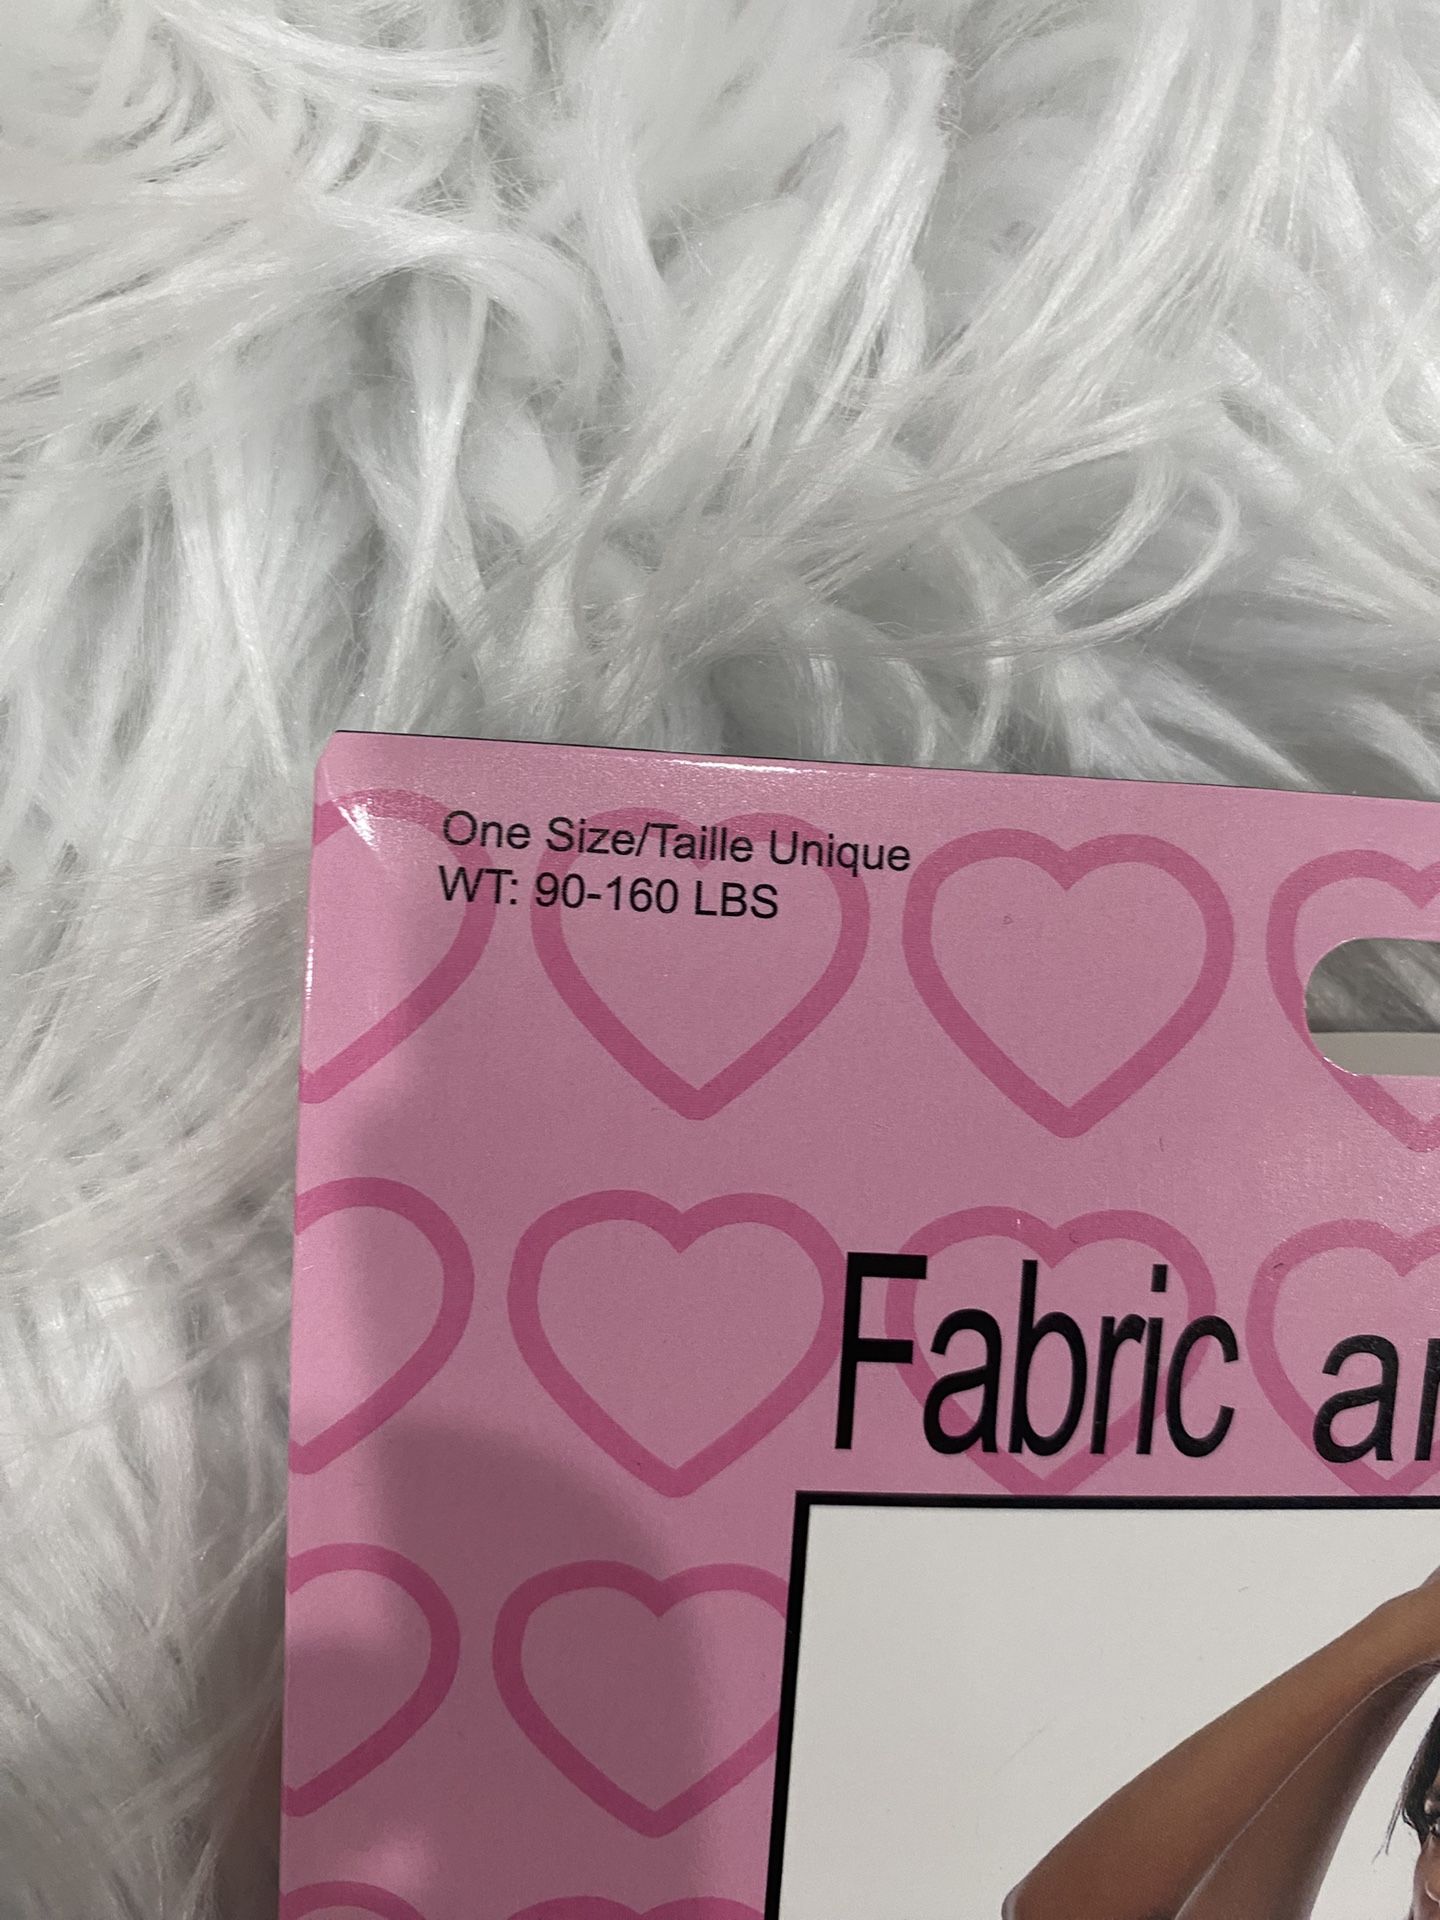 One Size/Taille Unique
WT: 90-160 LBS
Fabric